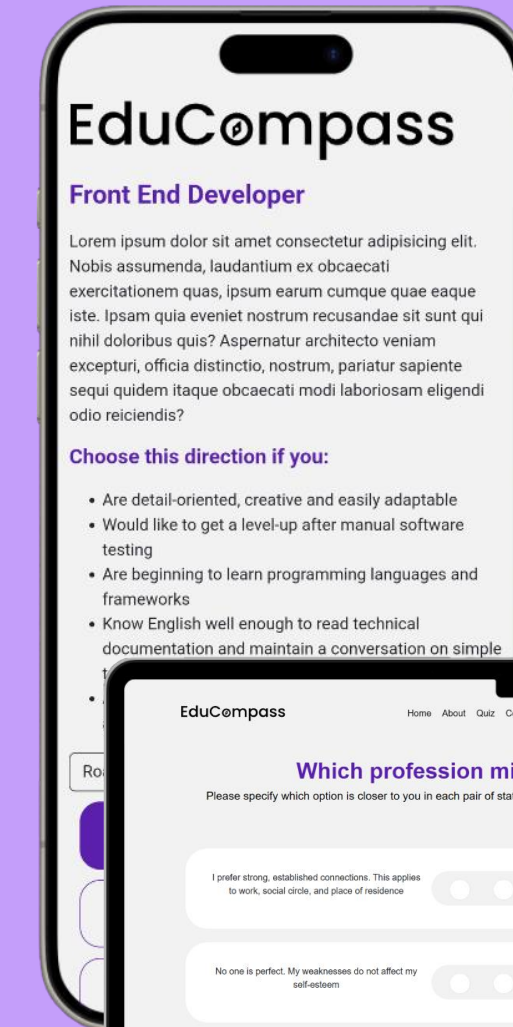 EduCompass
Front End Developer
Lorem ipsum dolor sit amet consectetur adipisicing elit.
Nobis assumenda, laudantium ex obcaecati
exercitationem quas, ipsum earum cumque quae eaque
iste. Ipsam quia eveniet nostrum recusandae sit sunt qui
nihil doloribus quis? Aspernatur architecto veniam
excepturi, officia distinctio, nostrum, pariatur sapiente
sequi quidem itaque obcaecati modi laboriosam eligendi
odio reiciendis?
Choose this direction if you:
• Are detail-oriented, creative and easily adaptable
• Would like to get a level-up after manual software
testing
• Are beginning to learn programming languages and
frameworks
• Know English well enough to read technical
documentation and maintain a conversation on simple
EduCompass
Home About Quiz
Which profession
Please specify which option is closer to you in each pair of
I prefer strong, established connections. This applies
to work, social circle, and place of residence
No one is perfect. My weaknesses do not affect my
self-esteem